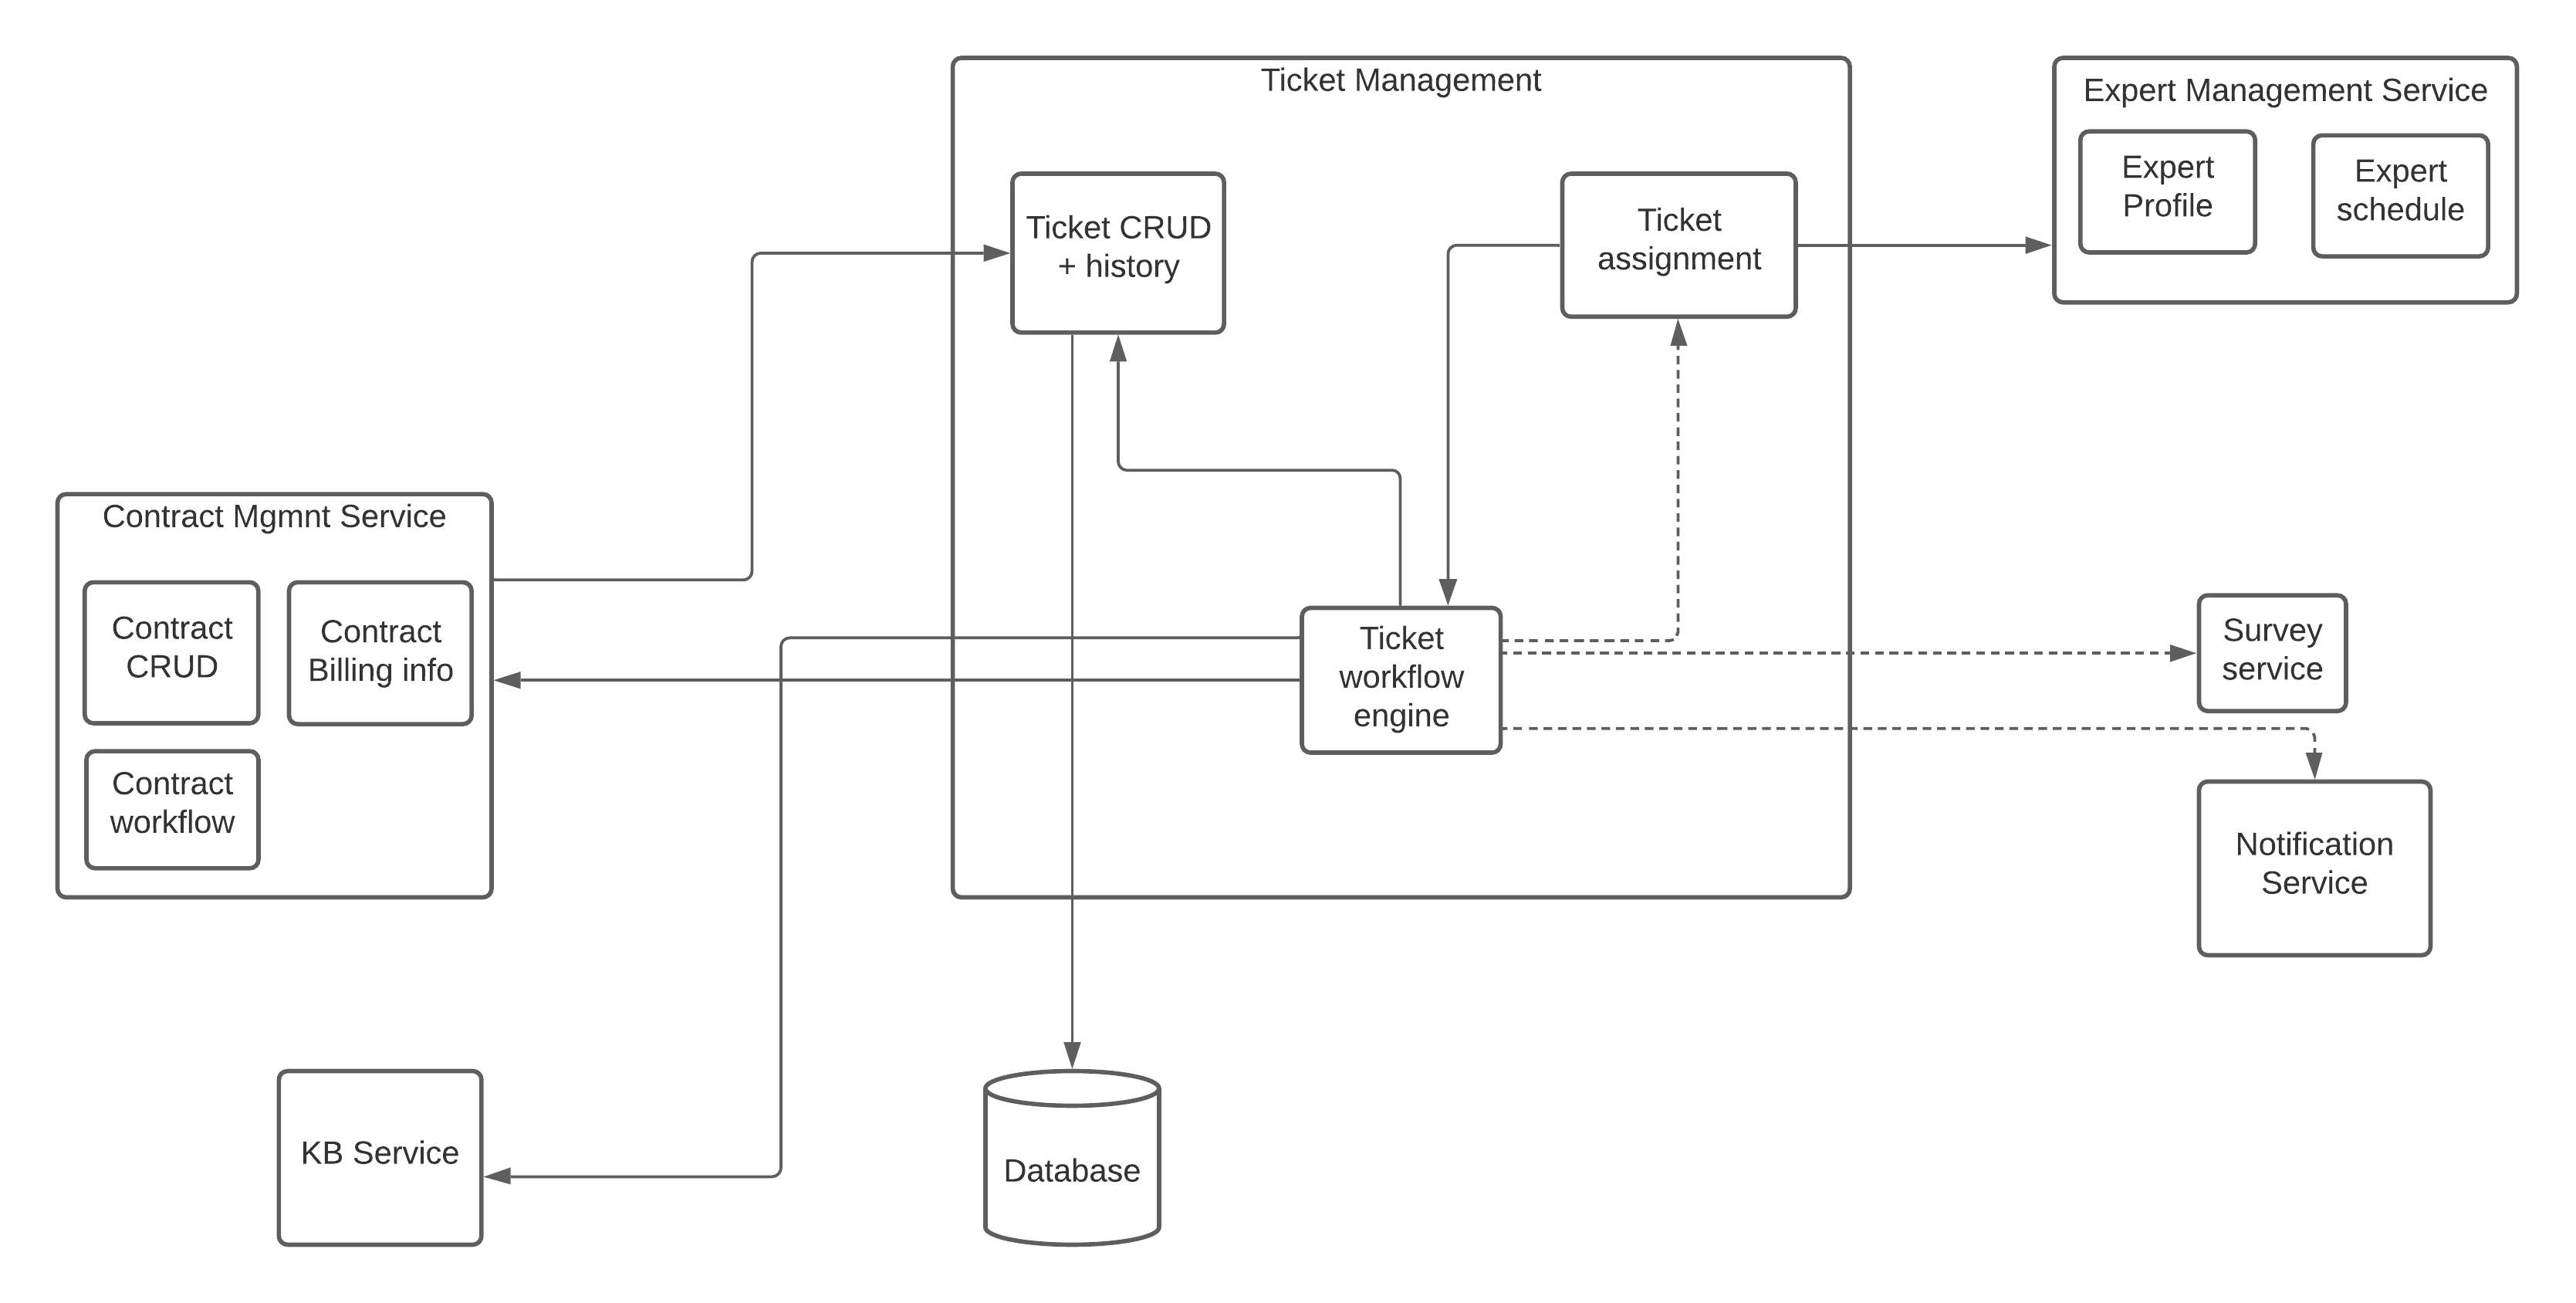 Ticket Management
Ticket CRUD
+ history
Ticket
assignment
Expert Management Service
Expert
Profile
Expert
schedule
Contract Mgmnt Service
Contract
CRUD
Contract
Billing info
Contract
workflow
Ticket
workflow
engine
Survey
service
Notification
Service
KB Service
Database